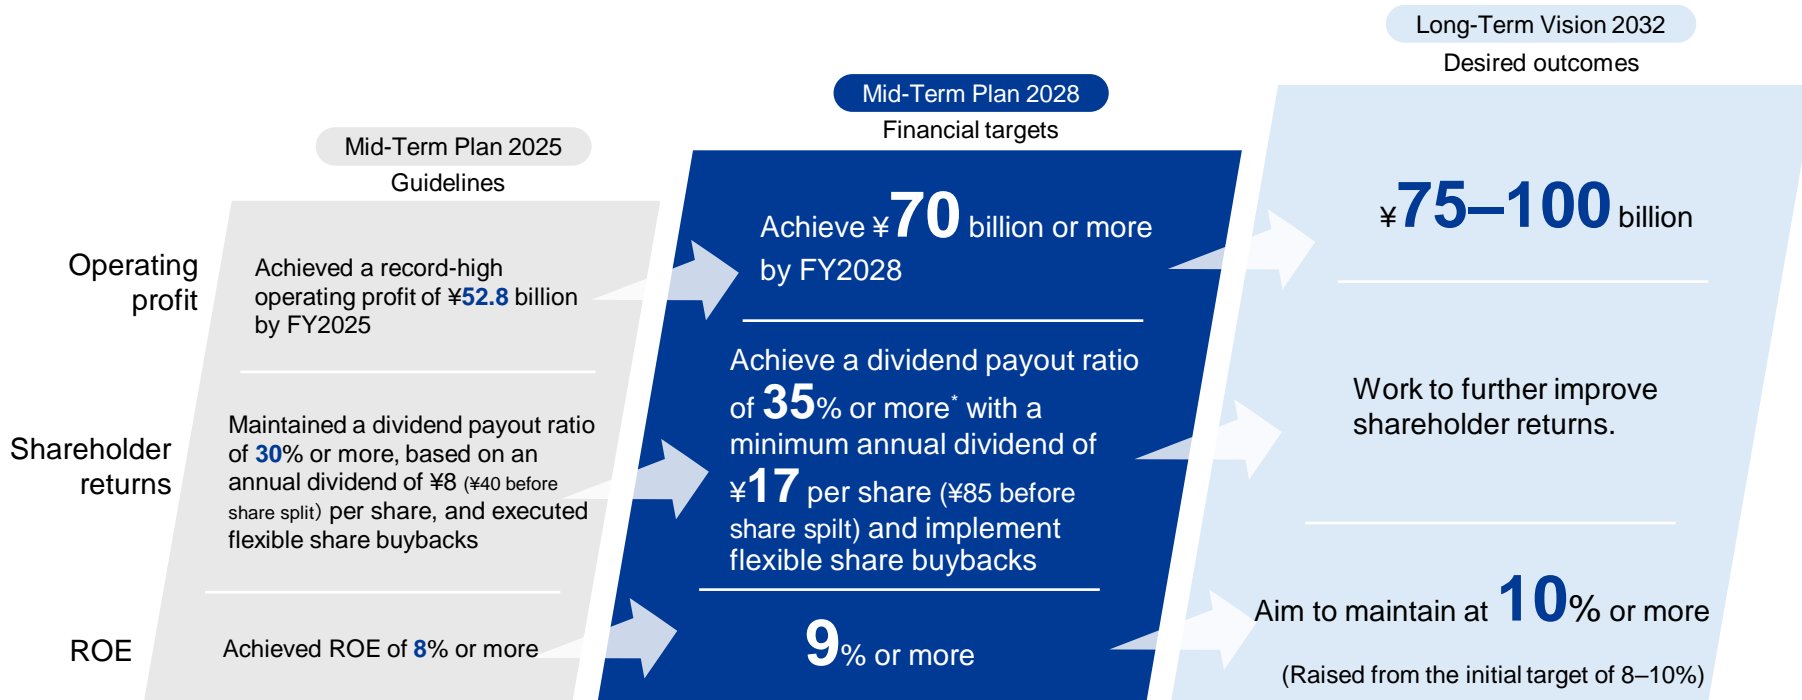 Long-Term Vision 2032
Desired outcomes
Mid-Term Plan 2028
Financial targets
Mid-Term Plan 2025
Guidelines
Operating
profit
Achieved a record-high
operating profit of ¥52.8 billion
by FY2025
Achieve ¥70 billion or more
by FY2028
¥75–100 billion
Shareholder
returns
Maintained a dividend payout ratio
of 30% or more, based on an
annual dividend of ¥8 (¥40 before
share split) per share, and executed
flexible share buybacks
Achieve a dividend payout ratio
of 35% or more* with a
minimum annual dividend of
¥17 per share (¥85 before
share spilt) and implement
flexible share buybacks
Work to further improve
shareholder returns.
ROE
Achieved ROE of 8% or more
9% or more
Aim to maintain at 10% or more
(Raised from the initial target of 8–10%)